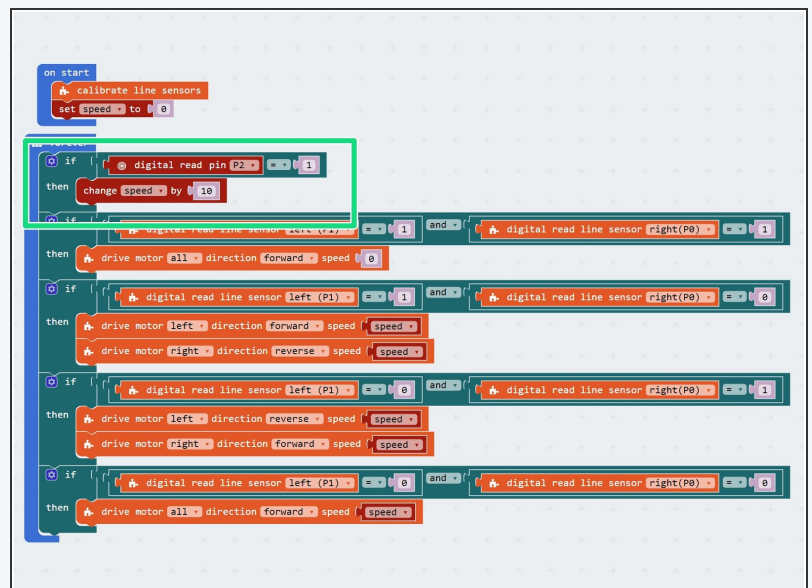 on start
calibrate line sensors
set speed to 0
forever
if digital read pin P2 = 1
then change speed by 10
if digital read line sensor left (P1) = 1 and digital read line sensor right(P0) = 1
then drive motor all direction forward speed 0
if digital read line sensor left (P1) = 1 and digital read line sensor right(P0) = 0
then drive motor left direction forward speed speed
drive motor right direction reverse speed speed
if digital read line sensor left (P1) = 0 and digital read line sensor right(P0) = 1
then drive motor left direction reverse speed speed
drive motor right direction forward speed speed
if digital read line sensor left (P1) = 0 and digital read line sensor right(P0) = 0
then drive motor all direction forward speed speed